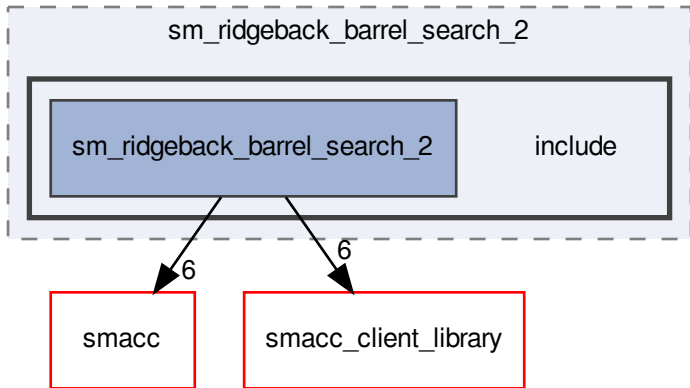 sm_ridgeback_barrel_search_2
sm_ridgeback_barrel_search_2
include
6
6
smacc
smacc_client_library